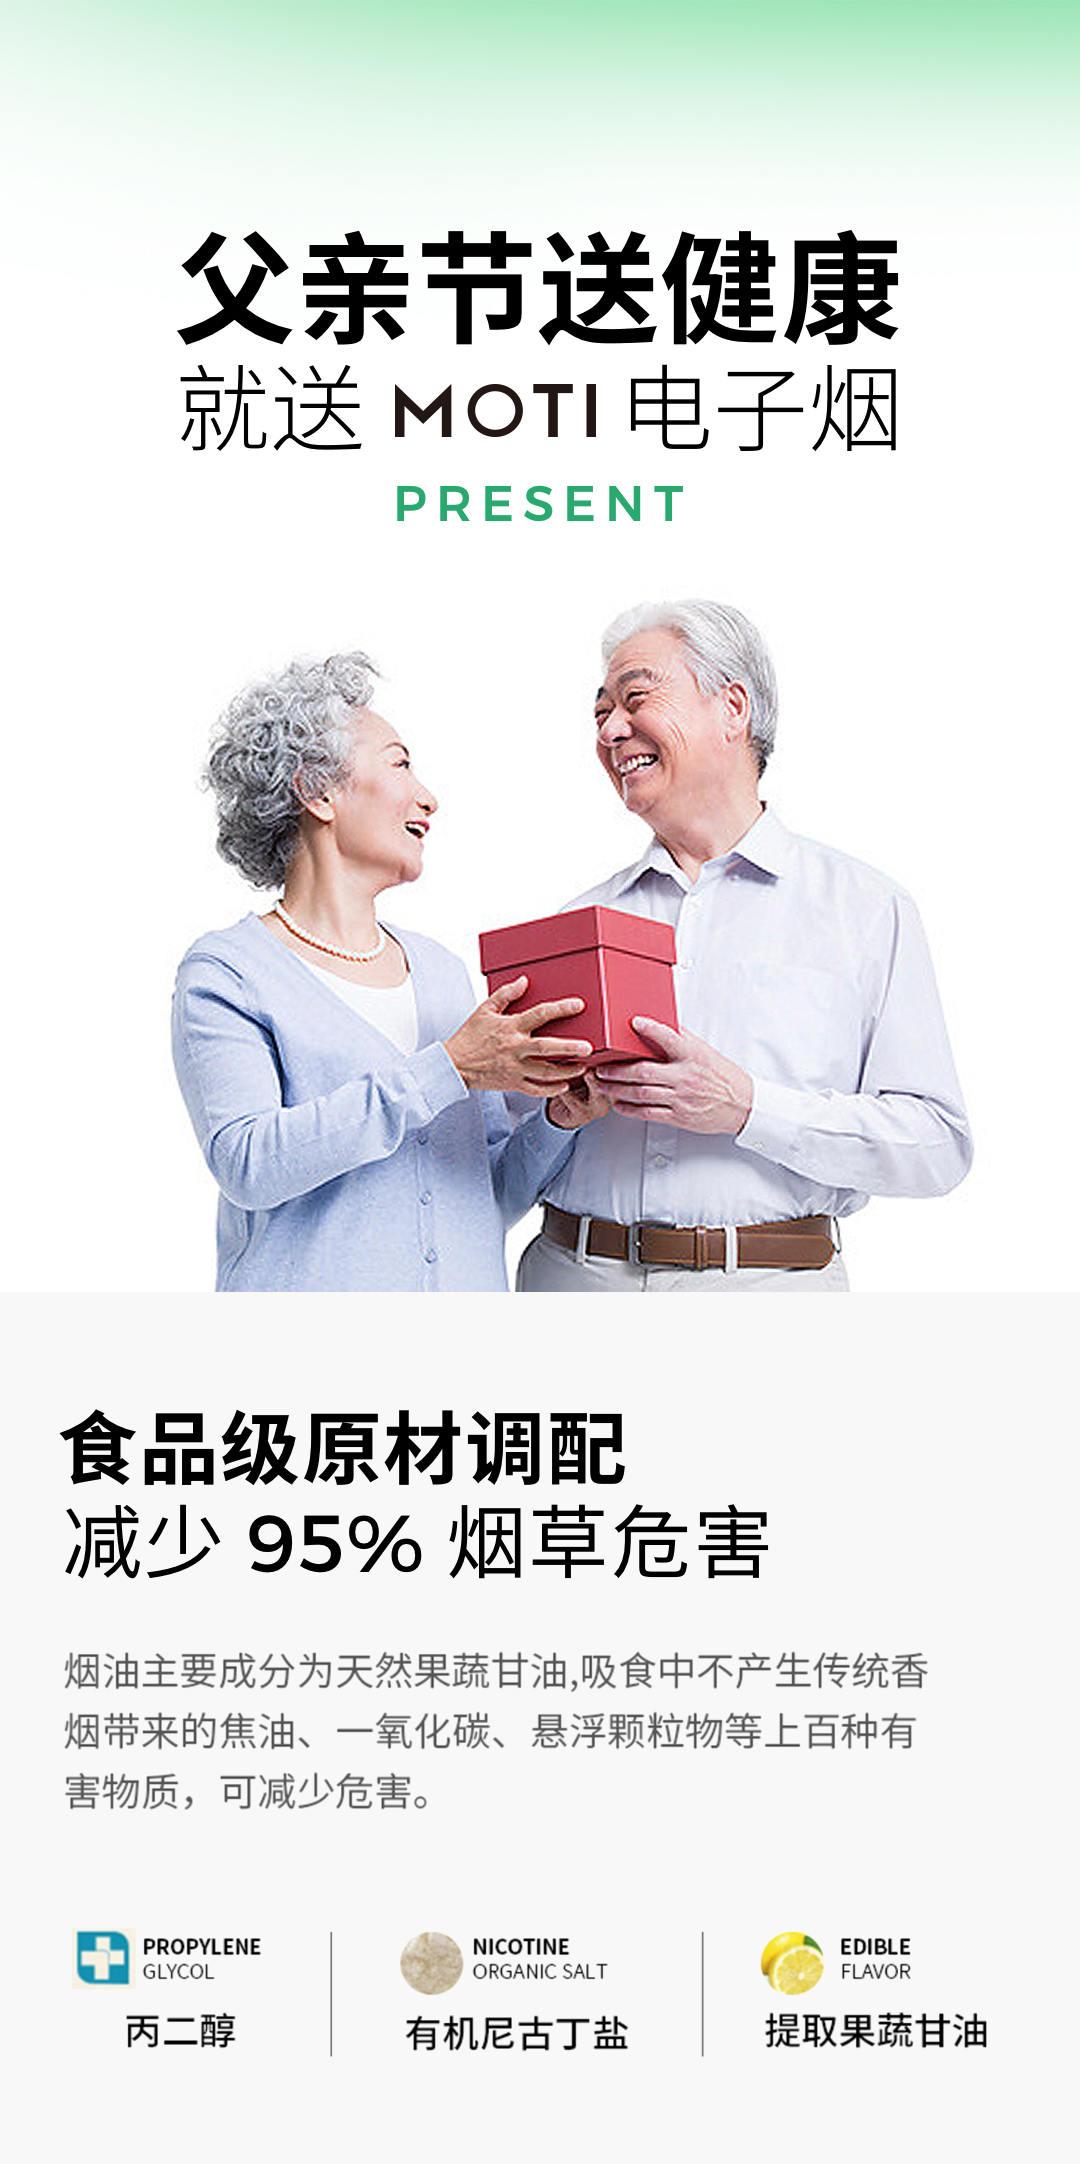 父亲节送健康
就送 MOTI 电子烟
PRESENT
食品级原材调配
减少 95% 烟草危害
烟油主要成分为天然果蔬甘油,吸食中不产生传统香
烟带来的焦油、一氧化碳、悬浮颗粒物等上百种有
害物质，可减少危害。
PROPYLENE
GLYCOL
丙二醇
NICOTINE
ORGANIC SALT
有机尼古丁盐
EDIBLE
FLAVOR
提取果蔬甘油